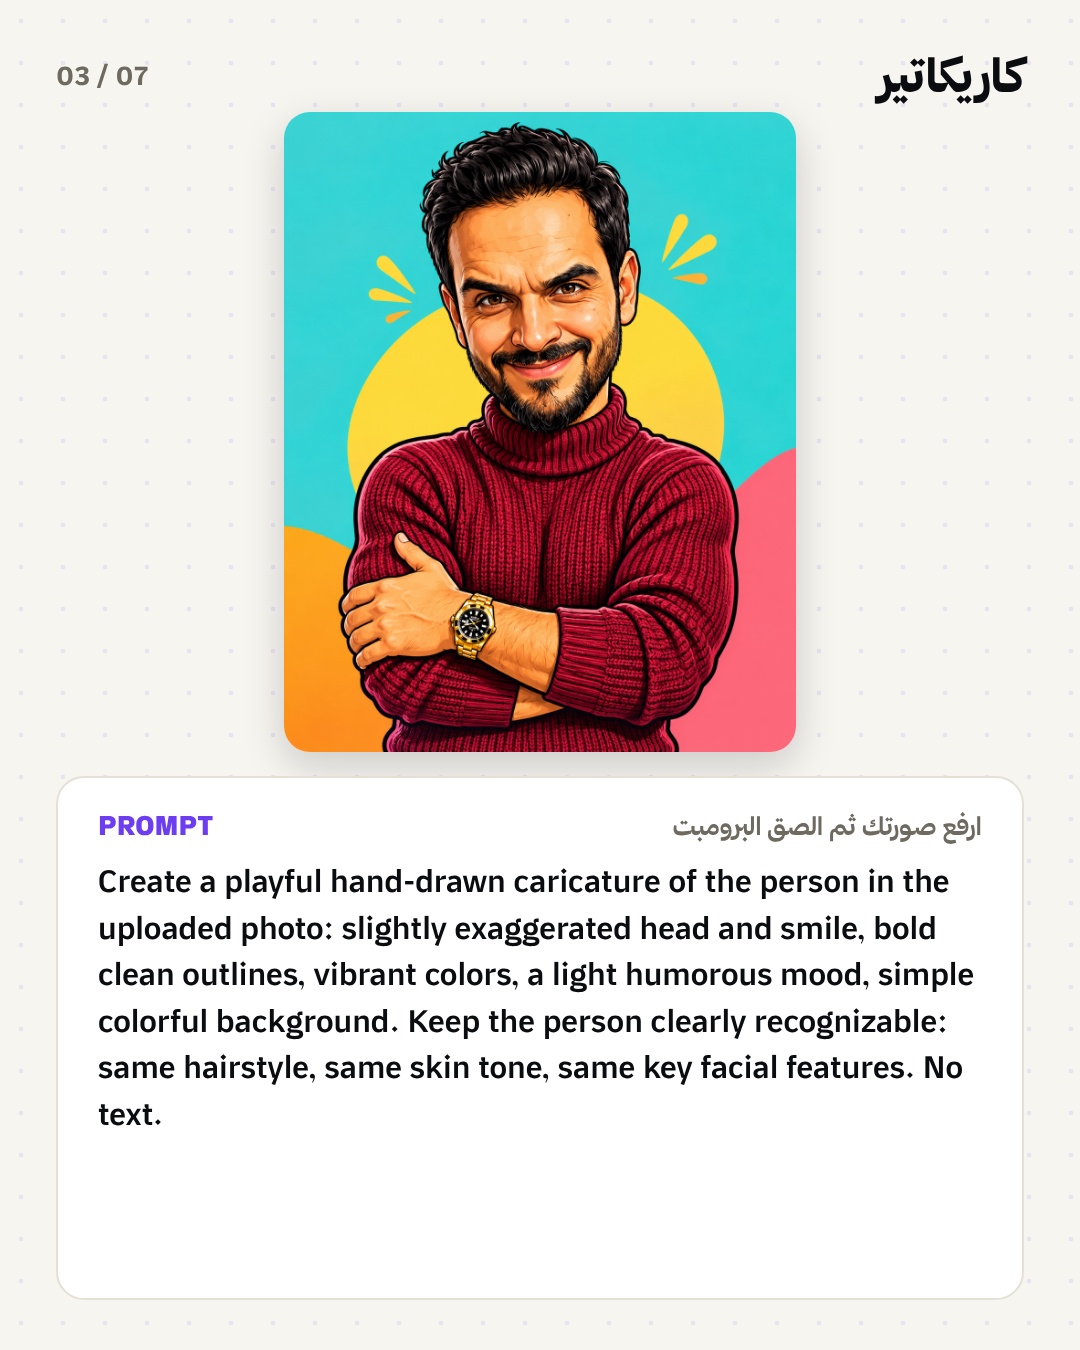 03 / 07
كاريكاتير
PROMPT
ارفع صورتك ثم الصق البرومبت
Create a playful hand-drawn caricature of the person in the
uploaded photo: slightly exaggerated head and smile, bold
clean outlines, vibrant colors, a light humorous mood, simple
colorful background. Keep the person clearly recognizable:
same hairstyle, same skin tone, same key facial features. No
text.